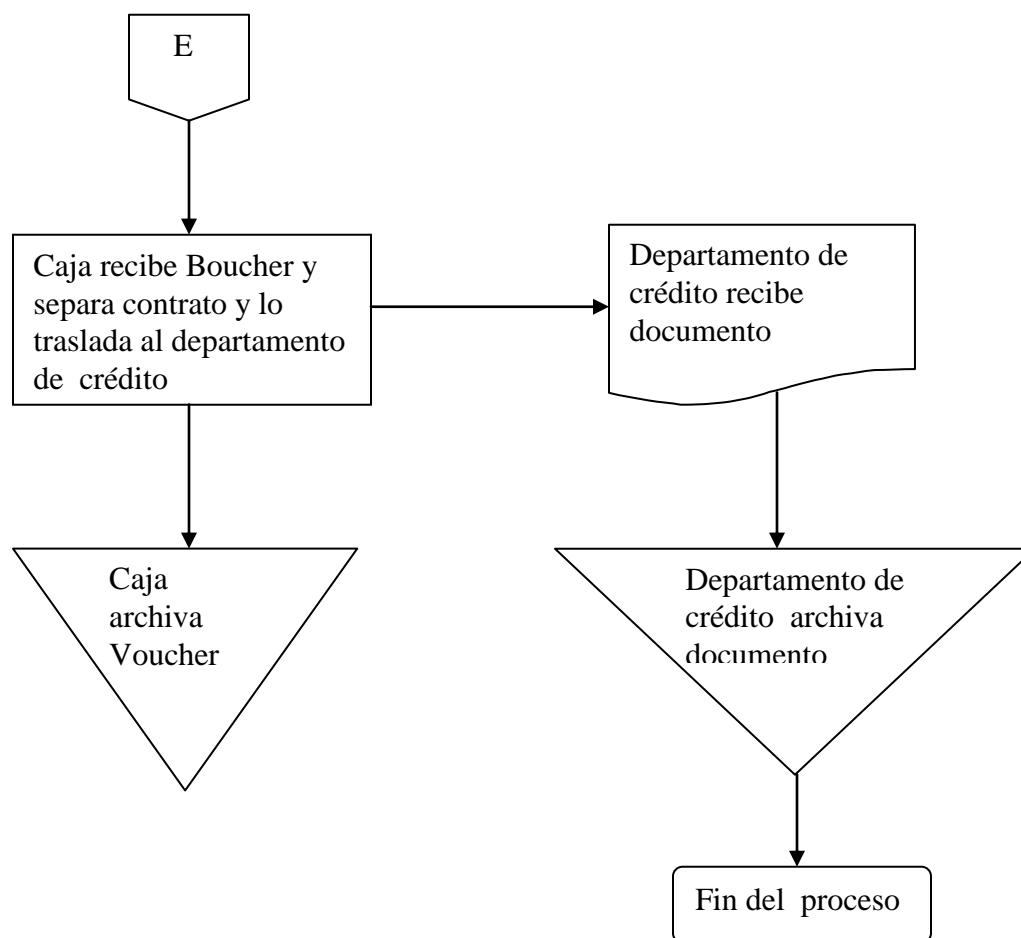 E
Caja recibe Boucher y
separa contrato y lo
traslada al departamento
de crédito
Departamento de
crédito recibe
documento
Caja
archiva
Voucher
Departamento de
crédito archiva
documento
Fin del proceso